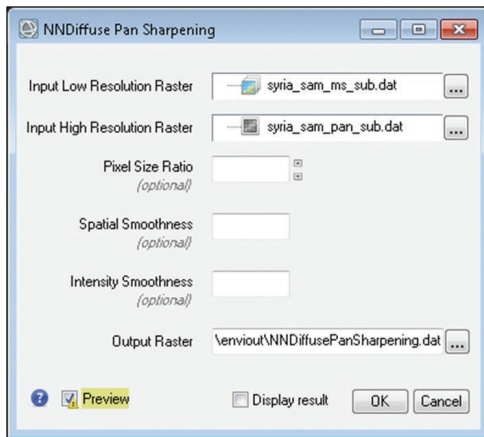 NNDiffuse Pan Sharpening
Input Low Resolution Raster syria_sam_ms_sub.dat ...
Input High Resolution Raster syria_sam_pan_sub.dat ...
Pixel Size Ratio
(optional)
Spatial Smoothness
(optional)
Intensity Smoothness
(optional)
Output Raster \enviout\NNDiffusePanSharpening.dat ...
? Preview Display result OK Cancel